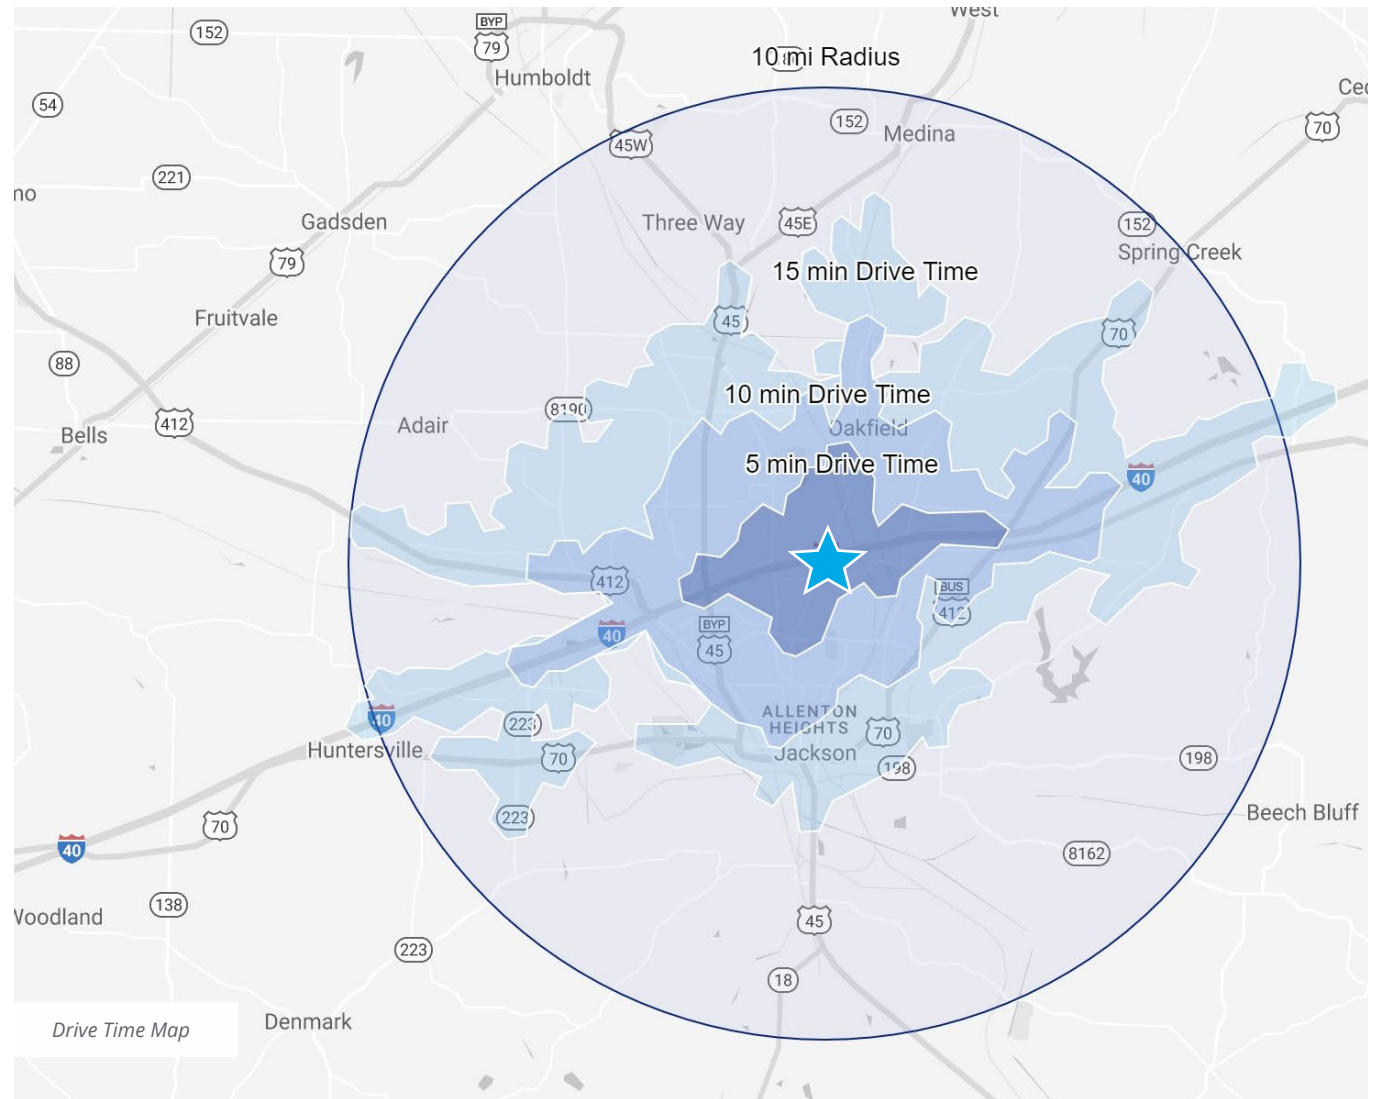 West
152
BYP
79
10 mi Radius
Humboldt
54
Ced
152
70
Medina
45W
221
no
Gadsden
Three Way
45E
152
Spring Creek
79
15 min Drive Time
Fruitvale
45
70
88
10 min Drive Time
8190
412
Adair
Oakfield
Bells
5 min Drive Time
40
412
BUS
412
BYP
40
45
ALLENTON
HEIGHTS
40
223
70
Huntersville
70
Jackson
198
198
223
70
Beech Bluff
40
8162
138
Woodland
45
223
18
Denmark
Drive Time Map